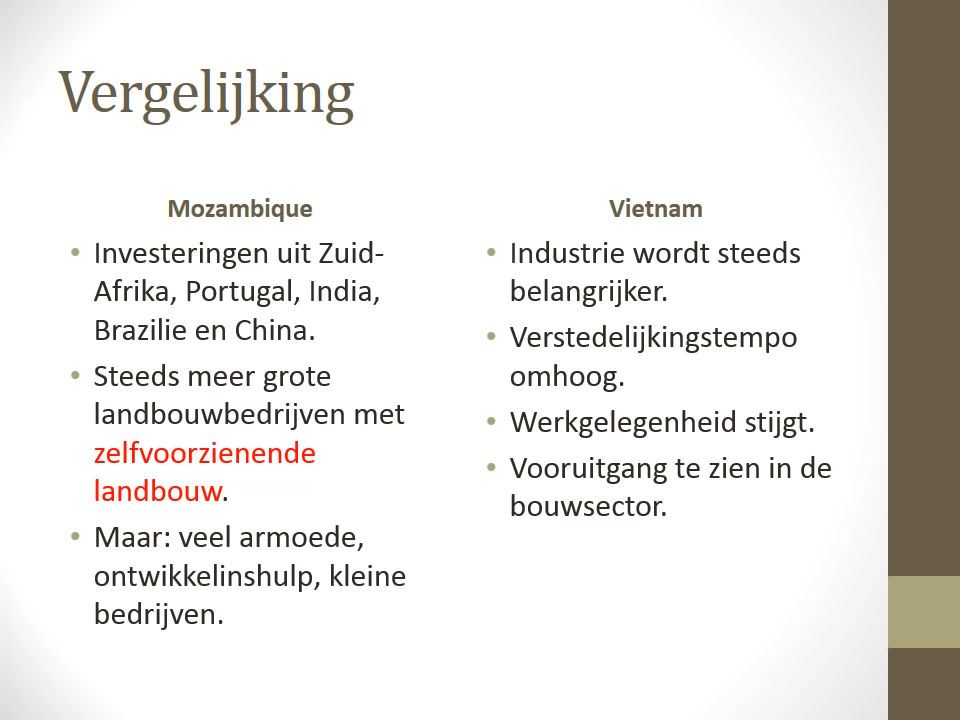 Vergelijking
Mozambique
Investeringen uit Zuid-
Afrika, Portugal, India,
Brazilie en China.
Steeds meer grote
landbouwbedrijven met
zelfvoorzienende
landbouw.
Maar: veel armoede,
ontwikkelinshulp, kleine
bedrijven.
Vietnam
Industrie wordt steeds
belangrijker.
Verstedelijkingstempo
omhoog.
Werkgelegenheid stijgt.
Vooruitgang te zien in de
bouwsector.